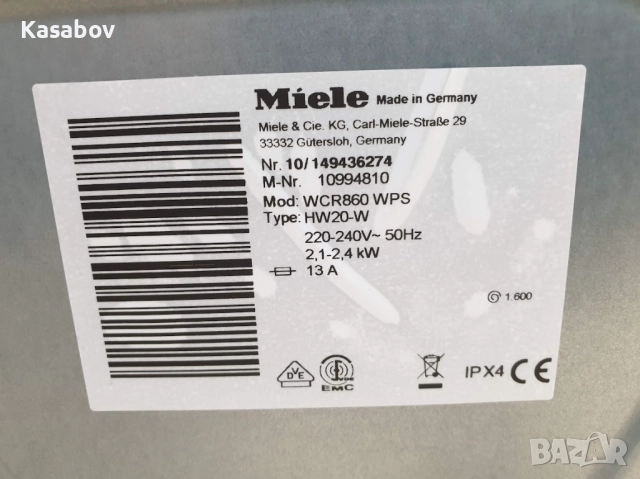 Kasabov
Miele Made in Germany
Miele & Cie. KG, Carl-Miele-Straße 29
33332 Gütersloh, Germany
Nr. 10/149436274
M-Nr. 10994810
Mod: WCR860 WPS
Type: HW20-W
220-240V~ 50Hz
2,1-2,4 kW
13 A
1.600
DVE
VDE
EMC
IPX4 CE
BAZAR